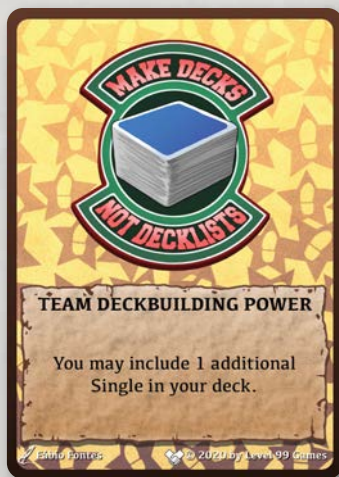 MAKE DECKS
NOT DECKLISTS
TEAM DECKBUILDING POWER
You may include 1 additional
Single in your deck.
Fábio Fontes © 2020 by Level 99 Games